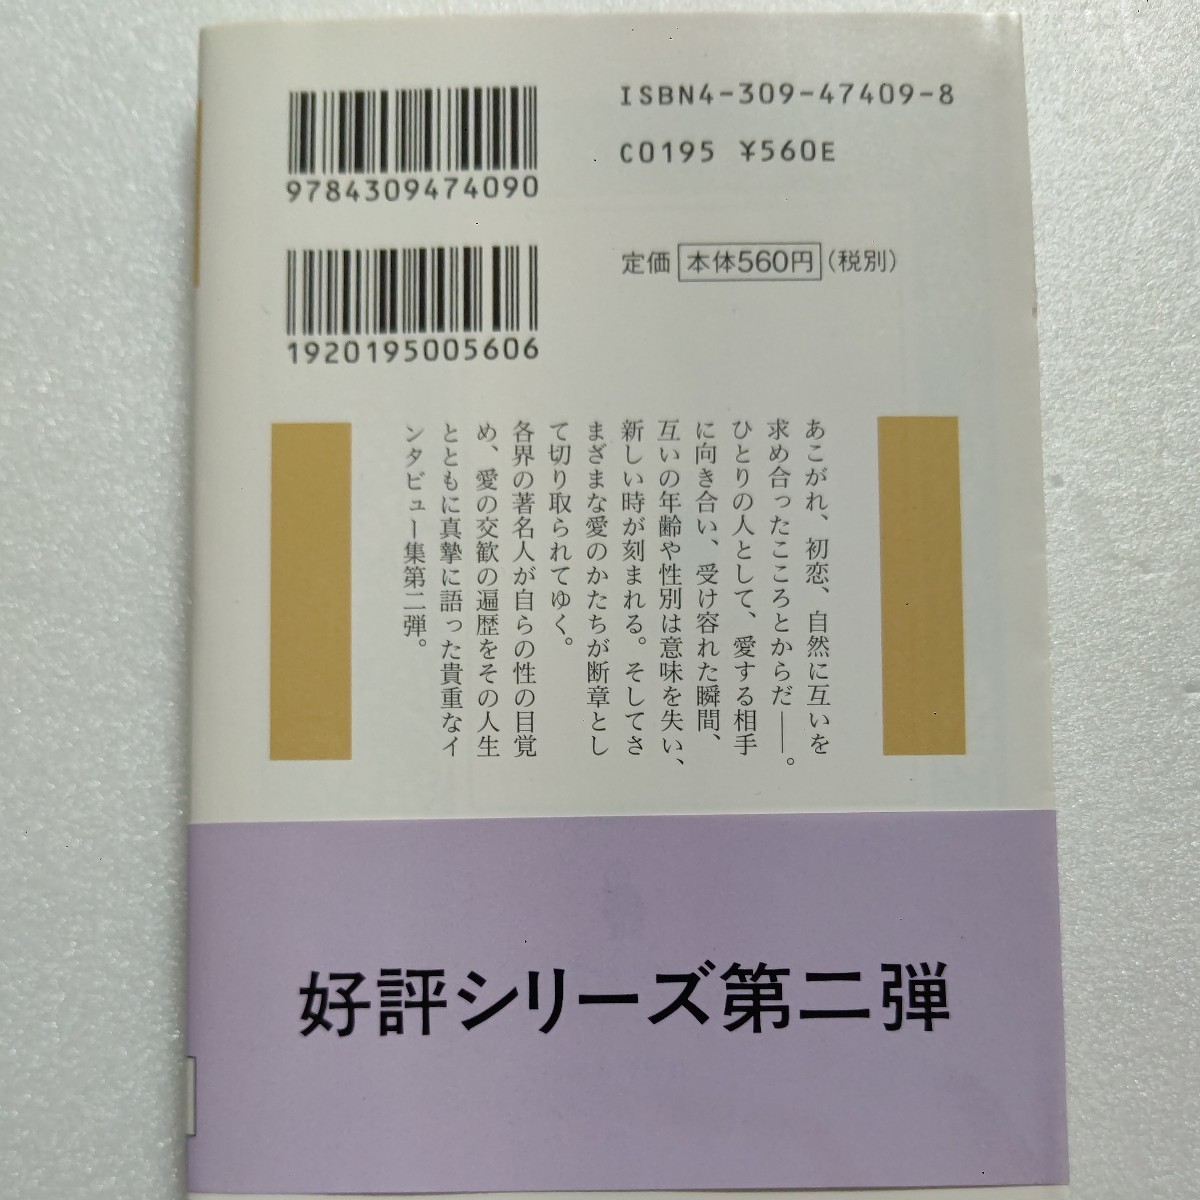 9784309474090
1920195005606
ISBN4-309-47409-8
C0195 ¥560E
定価 本体560円 (税別)
あこがれ、初恋、自然に互いを
求め合ったこころとからだ――。
ひとりの人として、愛する相手
に向き合い、受け容れた瞬間、
互いの年齢や性別は意味を失い、
新しい時が刻まれる。そしてさ
まざまな愛のかたちが断章とし
て切り取られてゆく。
各界の著名人が自らの性の目覚
め、愛の交歓の遍歴をその人生
とともに真摯に語った貴重なイ
ンタビュー集第二弾。
好評シリーズ第二弾